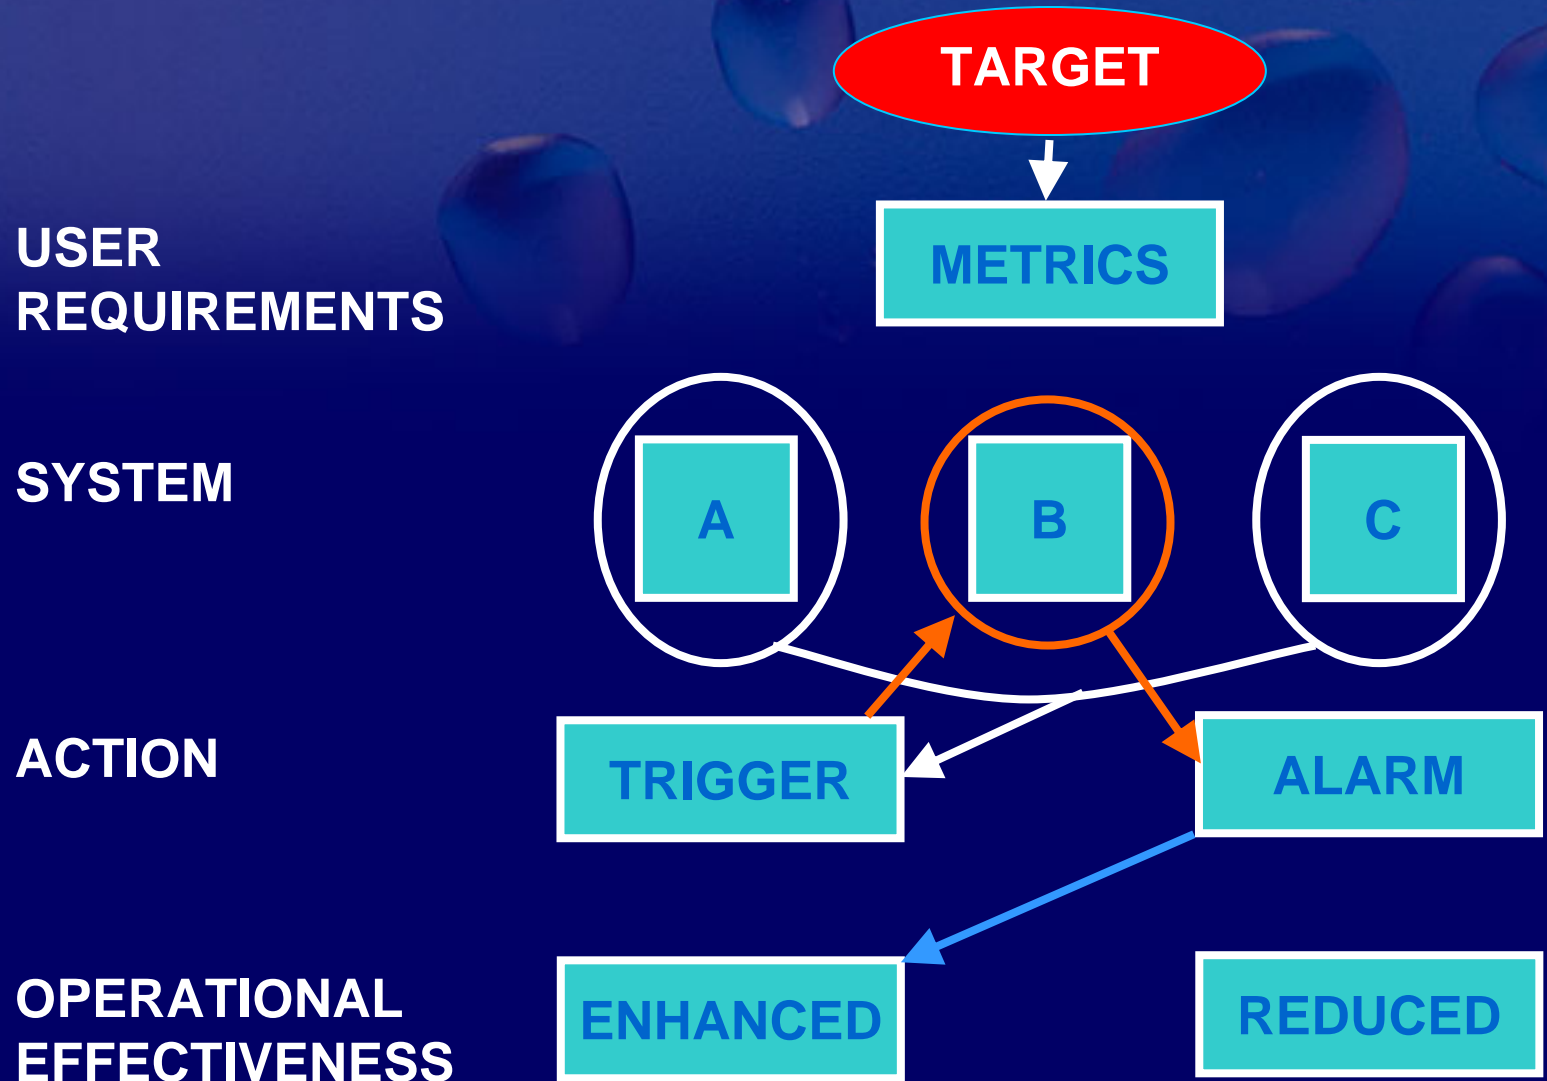 TARGET
USER
REQUIREMENTS
METRICS
SYSTEM
A
B
C
ACTION
TRIGGER
ALARM
OPERATIONAL
EFFECTIVENESS
ENHANCED
REDUCED